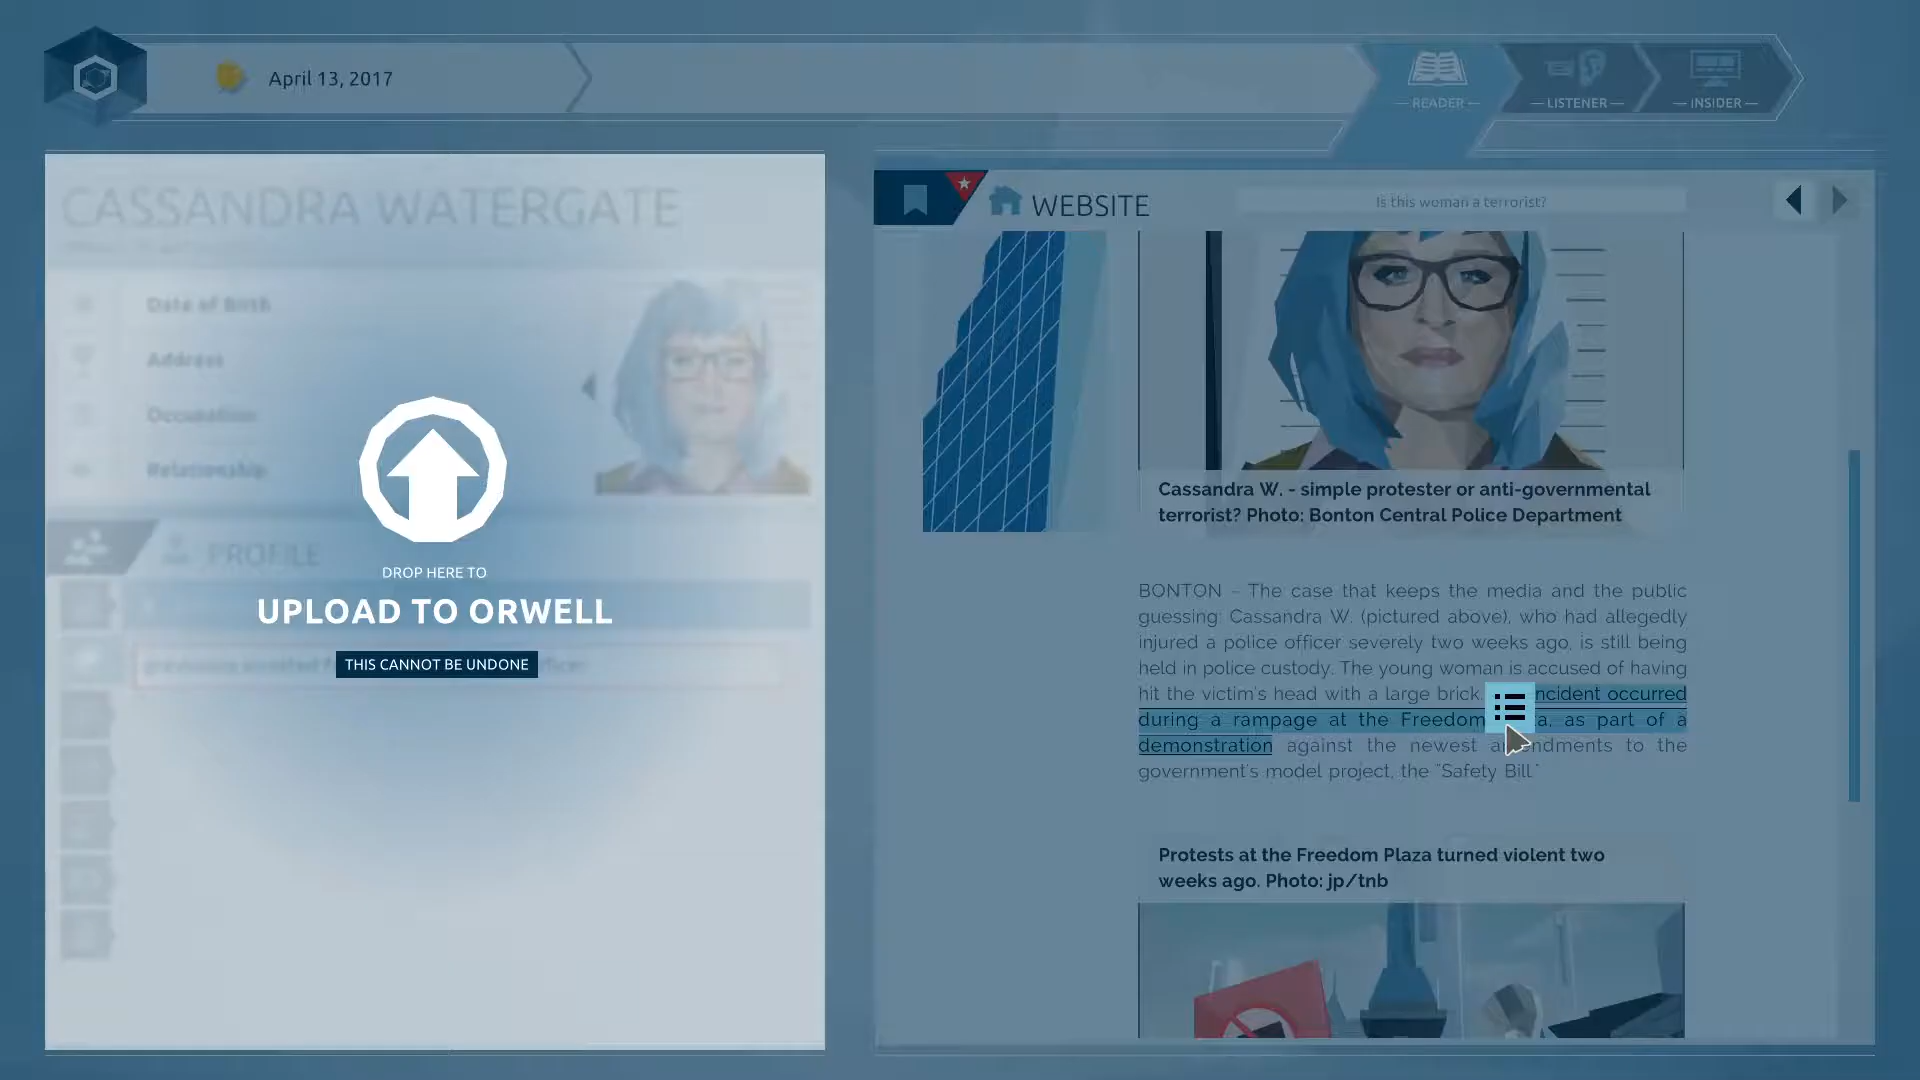 April 13, 2017
— READER —
— LISTENER —
— INSIDER —
CASSANDRA WATERGATE
Date of Birth
Address
Occupation
Relationship
PROFILE
DROP HERE TO
UPLOAD TO ORWELL
THIS CANNOT BE UNDONE
WEBSITE
Is this woman a terrorist?
Cassandra W. - simple protester or anti-governmental
terrorist? Photo: Bonton Central Police Department
BONTON – The case that keeps the media and the public
guessing: Cassandra W. (pictured above), who had allegedly
injured a police officer severely two weeks ago, is still being
held in police custody. The young woman is accused of having
hit the victim's head with a large brick. ncident occurred
during a rampage at the Freedom a, as part of a
demonstration against the newest amendments to the
government's model project, the "Safety Bill."
Protests at the Freedom Plaza turned violent two
weeks ago. Photo: jp/tnb